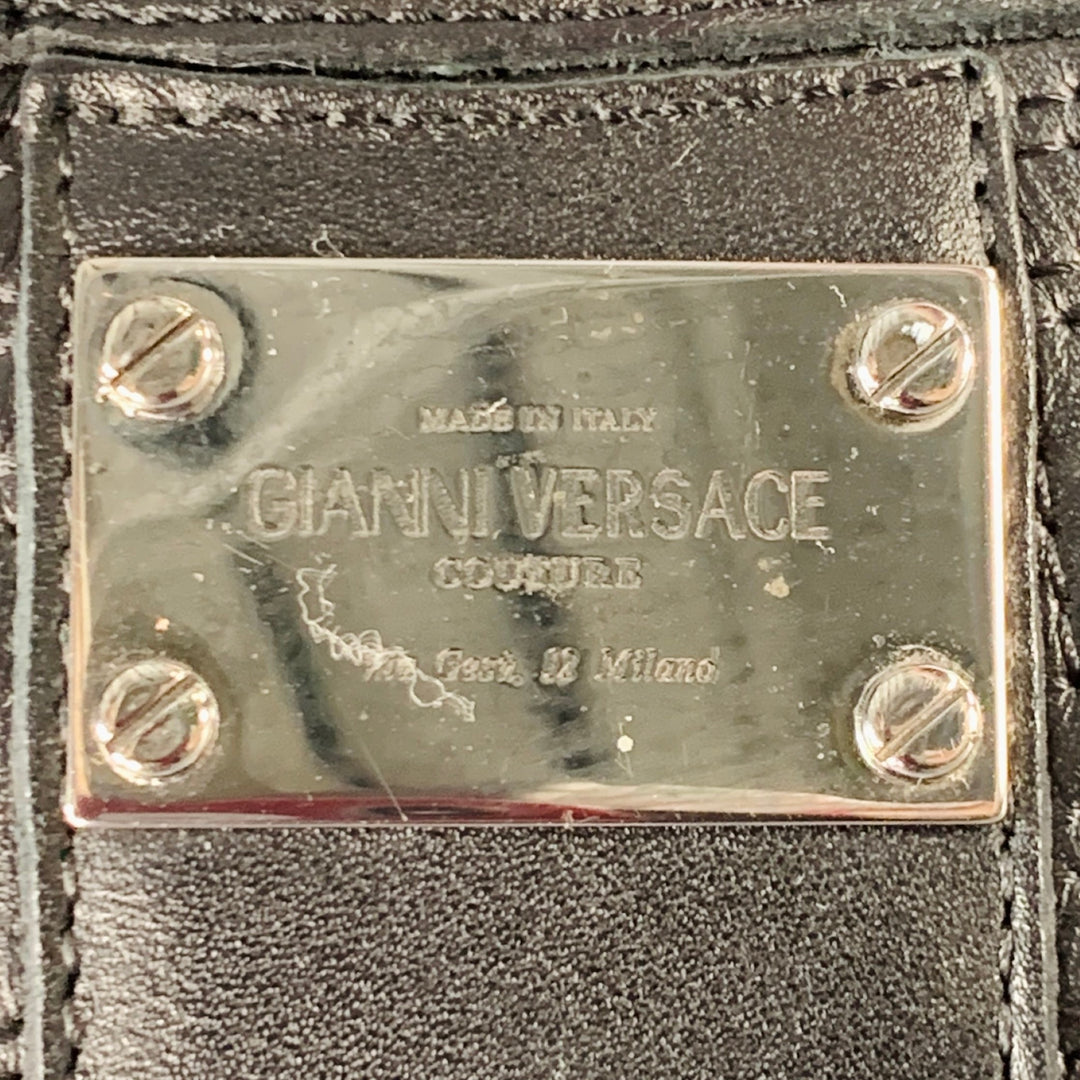 MADE IN ITALY
GIANNI VERSACE
COUTURE
Via Gesù, 12 Milano